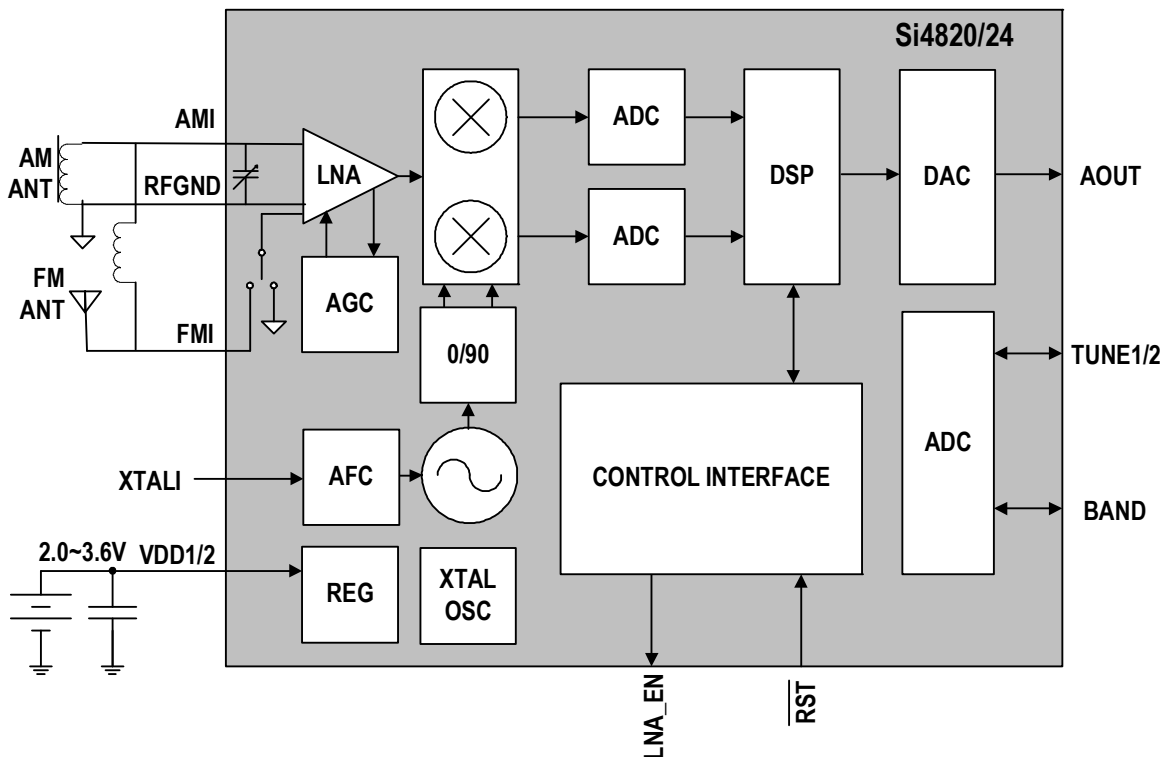 Si4820/24
AMI
AM
ANT
RFGND
LNA
ADC
DSP
DAC
AOUT
ADC
FM
ANT
FMI
AGC
0/90
TUNE1/2
ADC
BAND
XTALI
AFC
CONTROL INTERFACE
2.0~3.6V
VDD1/2
REG
XTAL
OSC
LNA_EN
RST